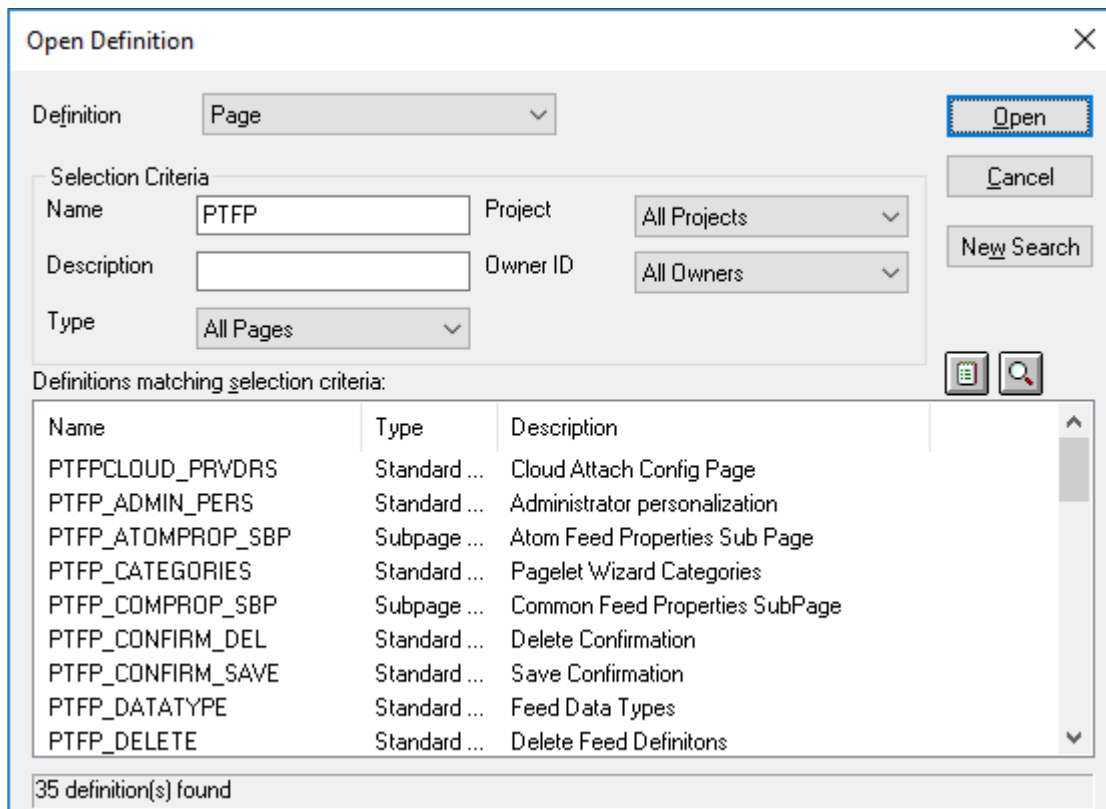 Open Definition
Definition Page Open
Selection Criteria Cancel
Name PTFP Project All Projects
New Search
Description Owner ID All Owners
Type All Pages
Definitions matching selection criteria:
Name Type Description
PTFPCLOUD_PRVDRS Standard ... Cloud Attach Config Page
PTFP_ADMIN_PERS Standard ... Administrator personalization
PTFP_ATOMPROP_SBP Subpage ... Atom Feed Properties Sub Page
PTFP_CATEGORIES Standard ... Pagelet Wizard Categories
PTFP_COMPROP_SBP Subpage ... Common Feed Properties SubPage
PTFP_CONFIRM_DEL Standard ... Delete Confirmation
PTFP_CONFIRM_SAVE Standard ... Save Confirmation
PTFP_DATATYPE Standard ... Feed Data Types
PTFP_DELETE Standard ... Delete Feed Definitons
35 definition(s) found